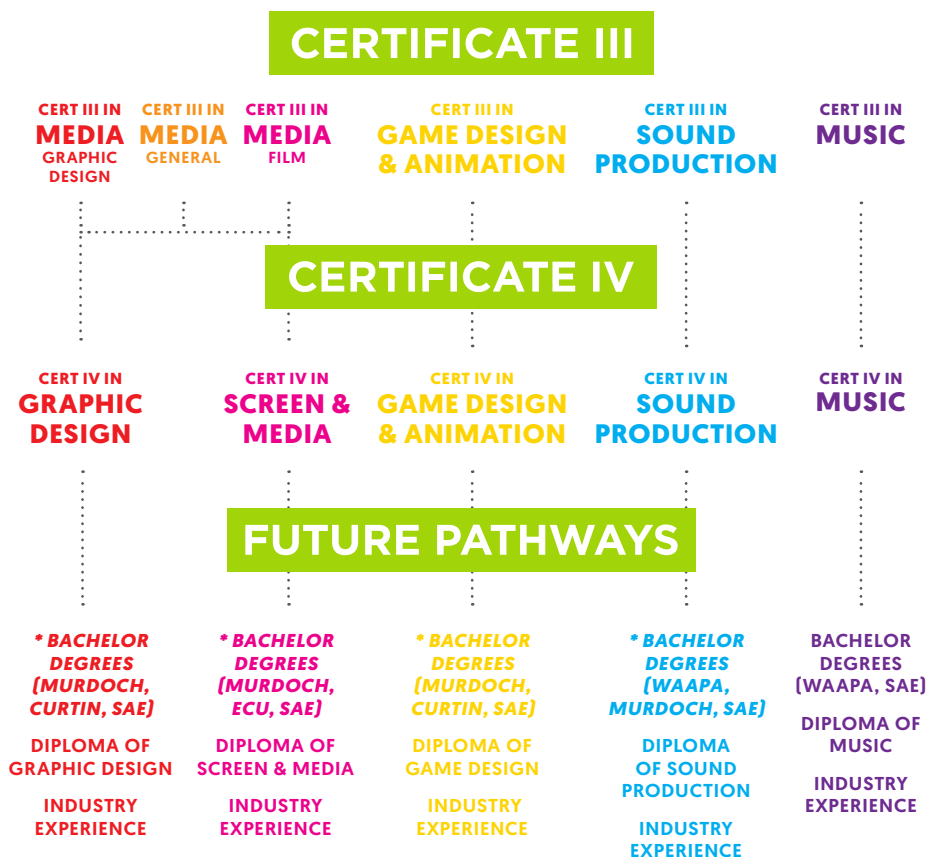 CERTIFICATE III
CERT III IN
MEDIA
GRAPHIC
DESIGN
CERT III IN
MEDIA
GENERAL
CERT III IN
MEDIA
FILM
CERT III IN
GAME DESIGN
& ANIMATION
CERT III IN
SOUND
PRODUCTION
CERT III IN
MUSIC
CERTIFICATE IV
CERT IV IN
GRAPHIC
DESIGN
CERT IV IN
SCREEN &
MEDIA
CERT IV IN
GAME DESIGN
& ANIMATION
CERT IV IN
SOUND
PRODUCTION
CERT IV IN
MUSIC
FUTURE PATHWAYS
* BACHELOR
DEGREES
(MURDOCH,
CURTIN, SAE)
DIPLOMA OF
GRAPHIC DESIGN
INDUSTRY
EXPERIENCE
* BACHELOR
DEGREES
(MURDOCH,
ECU, SAE)
DIPLOMA OF
SCREEN & MEDIA
INDUSTRY
EXPERIENCE
* BACHELOR
DEGREES
(MURDOCH,
CURTIN, SAE)
DIPLOMA OF
GAME DESIGN
INDUSTRY
EXPERIENCE
* BACHELOR
DEGREES
(WAAPA,
MURDOCH, SAE)
DIPLOMA
OF SOUND
PRODUCTION
INDUSTRY
EXPERIENCE
BACHELOR
DEGREES
(WAAPA, SAE)
DIPLOMA OF
MUSIC
INDUSTRY
EXPERIENCE